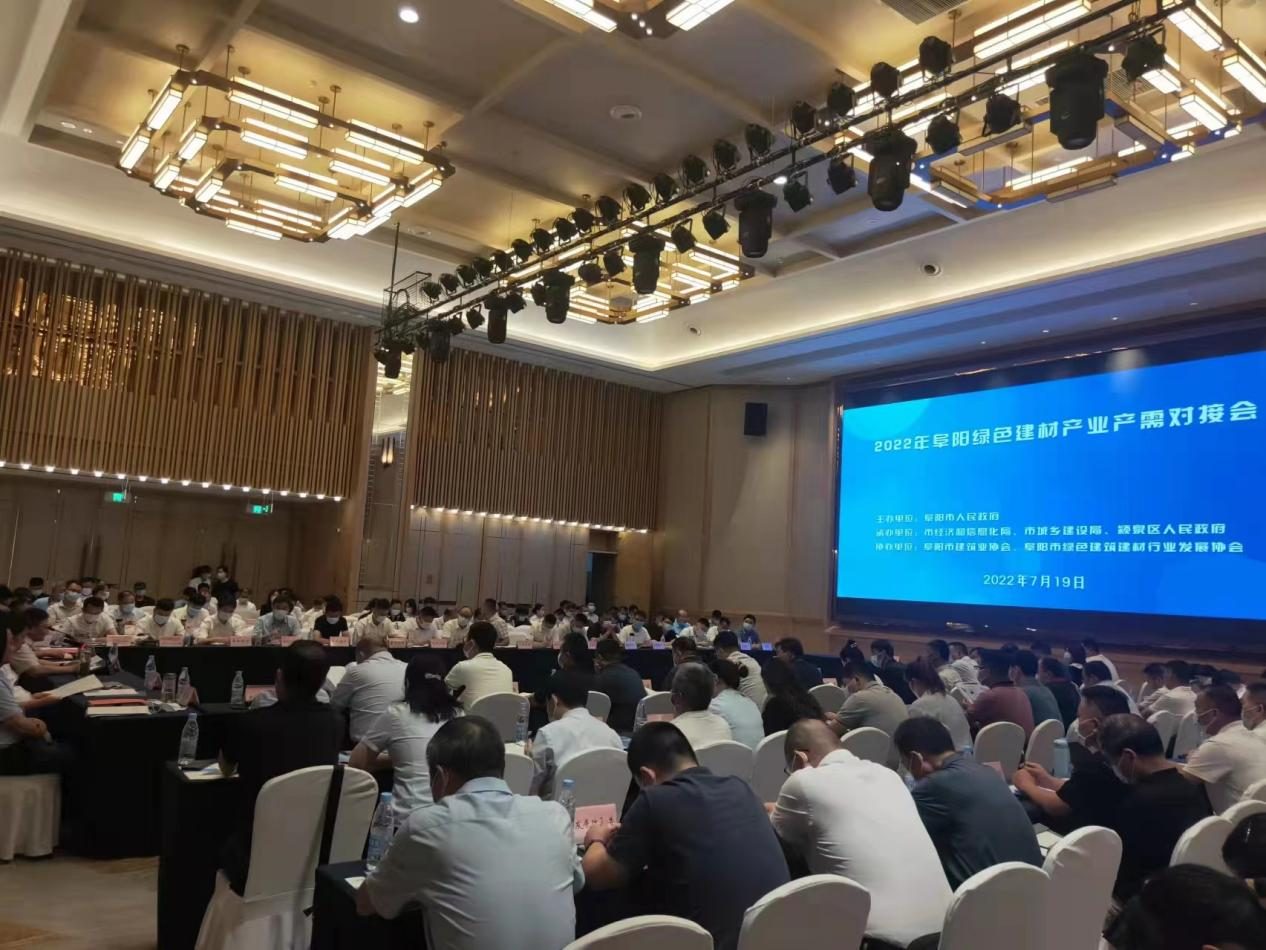 2022年阜阳绿色建材产业产需对接会
主办单位：阜阳市人民政府
承办单位：市经济和信息化局、市城乡建设局、颍泉区人民政府
协办单位：阜阳市建筑业协会、阜阳市绿色建筑建材行业发展协会
2022年7月19日